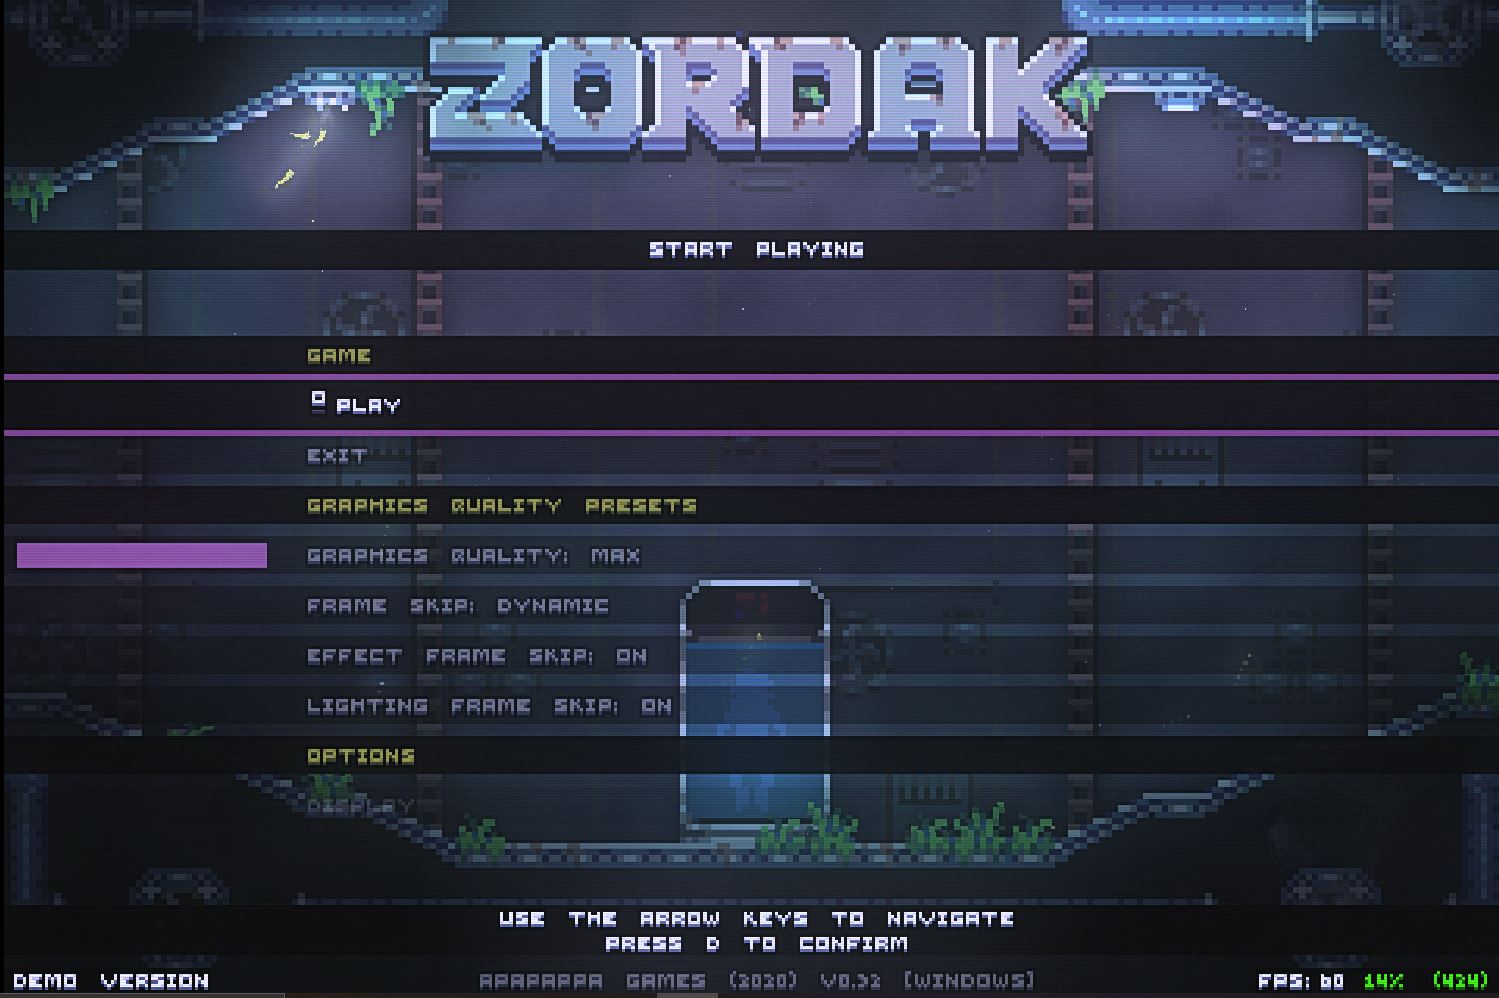 ZORDAK
START PLAYING
GAME
PLAY
EXIT
GRAPHICS QUALITY PRESETS
GRAPHICS QUALITY: MAX
FRAME SKIP: DYNAMIC
EFFECT FRAME SKIP: ON
LIGHTING FRAME SKIP: ON
OPTIONS
DISPLAY
USE THE ARROW KEYS TO NAVIGATE
PRESS D TO CONFIRM
DEMO VERSION APAPAPPA GAMES (2020) V0.32 [WINDOWS] FPS: 60 14% (424)